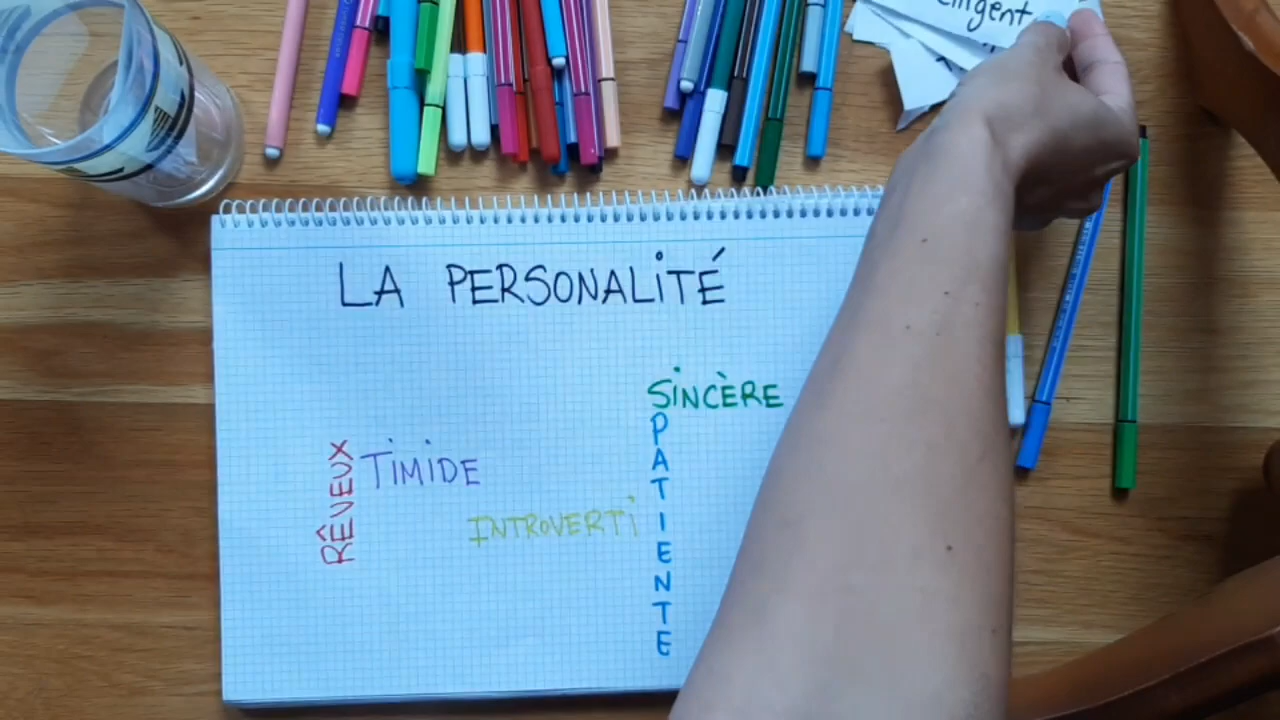 LA PERSONALITÉ
SINCÈRE
RÊVEUX
TIMIDE
INTROVERTI
PATIENTE